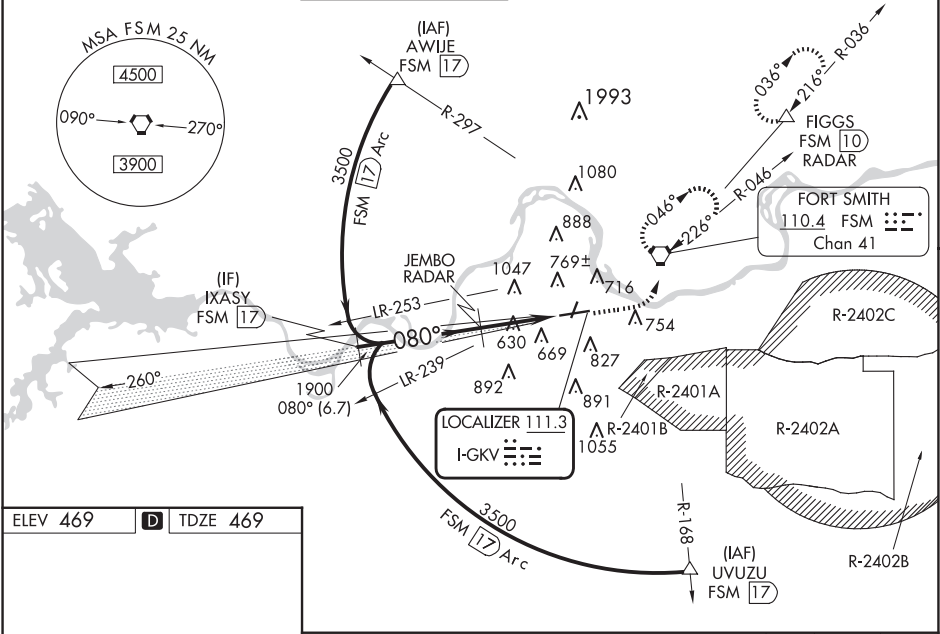 MSA FSM 25 NM
4500
090°
270°
3900
(IAF)
AWIJE
FSM 17
R-297
3500
FSM 17 Arc
1993
1080
888
769±
716
1047
JEMBO
RADAR
036°
216°
R-036
FIGGS
FSM 10
RADAR
046°
226°
R-046
FORT SMITH
110.4 FSM
Chan 41
(IF)
IXASY
FSM 17
LR-253
080°
LR-239
260°
1900
080° (6.7)
630
669
754
827
892
891
1055
LOCALIZER 111.3
I-GKV
R-2401B
R-2401A
R-2402C
R-2402A
R-2402B
3500
FSM 17 Arc
R-168
(IAF)
UVUZU
FSM 17
ELEV 469 D TDZE 469